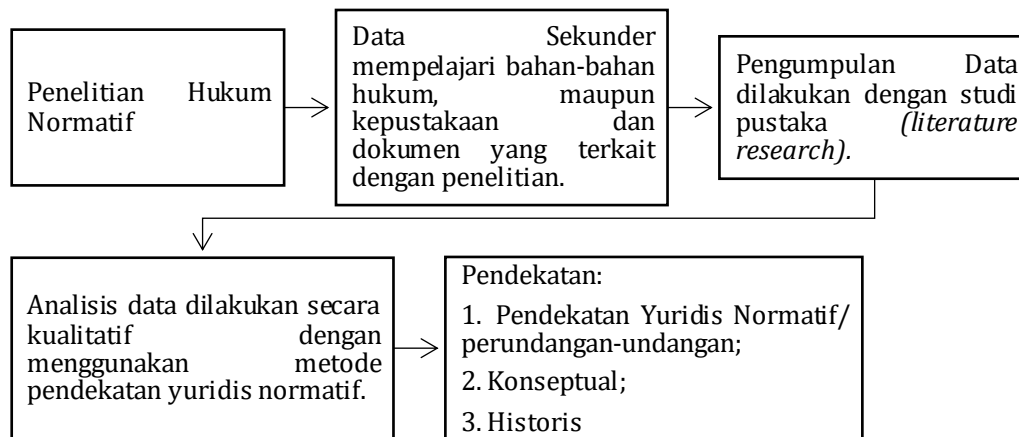 Penelitian Hukum
Normatif
Data Sekunder
mempelajari bahan-bahan
hukum, maupun
kepustakaan dan
dokumen yang terkait
dengan penelitian.
Pengumpulan Data
dilakukan dengan studi
pustaka (literature
research).
Analisis data dilakukan secara
kualitatif dengan
menggunakan metode
pendekatan yuridis normatif.
Pendekatan:
1. Pendekatan Yuridis Normatif/
perundangan-undangan;
2. Konseptual;
3. Historis